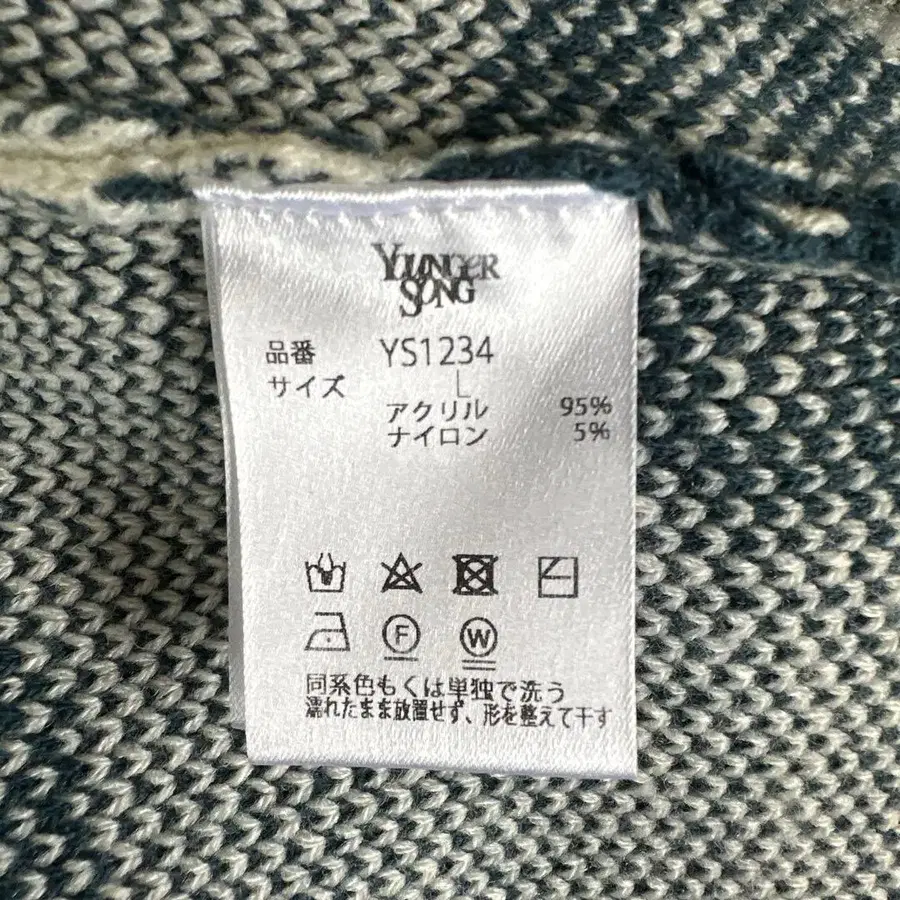 YOUNGER
SONG
品番 YS1234
サイズ L
アクリル 95%
ナイロン 5%
F W
同系色もくは単独で洗う
濡れたまま放置せず、形を整えて干す